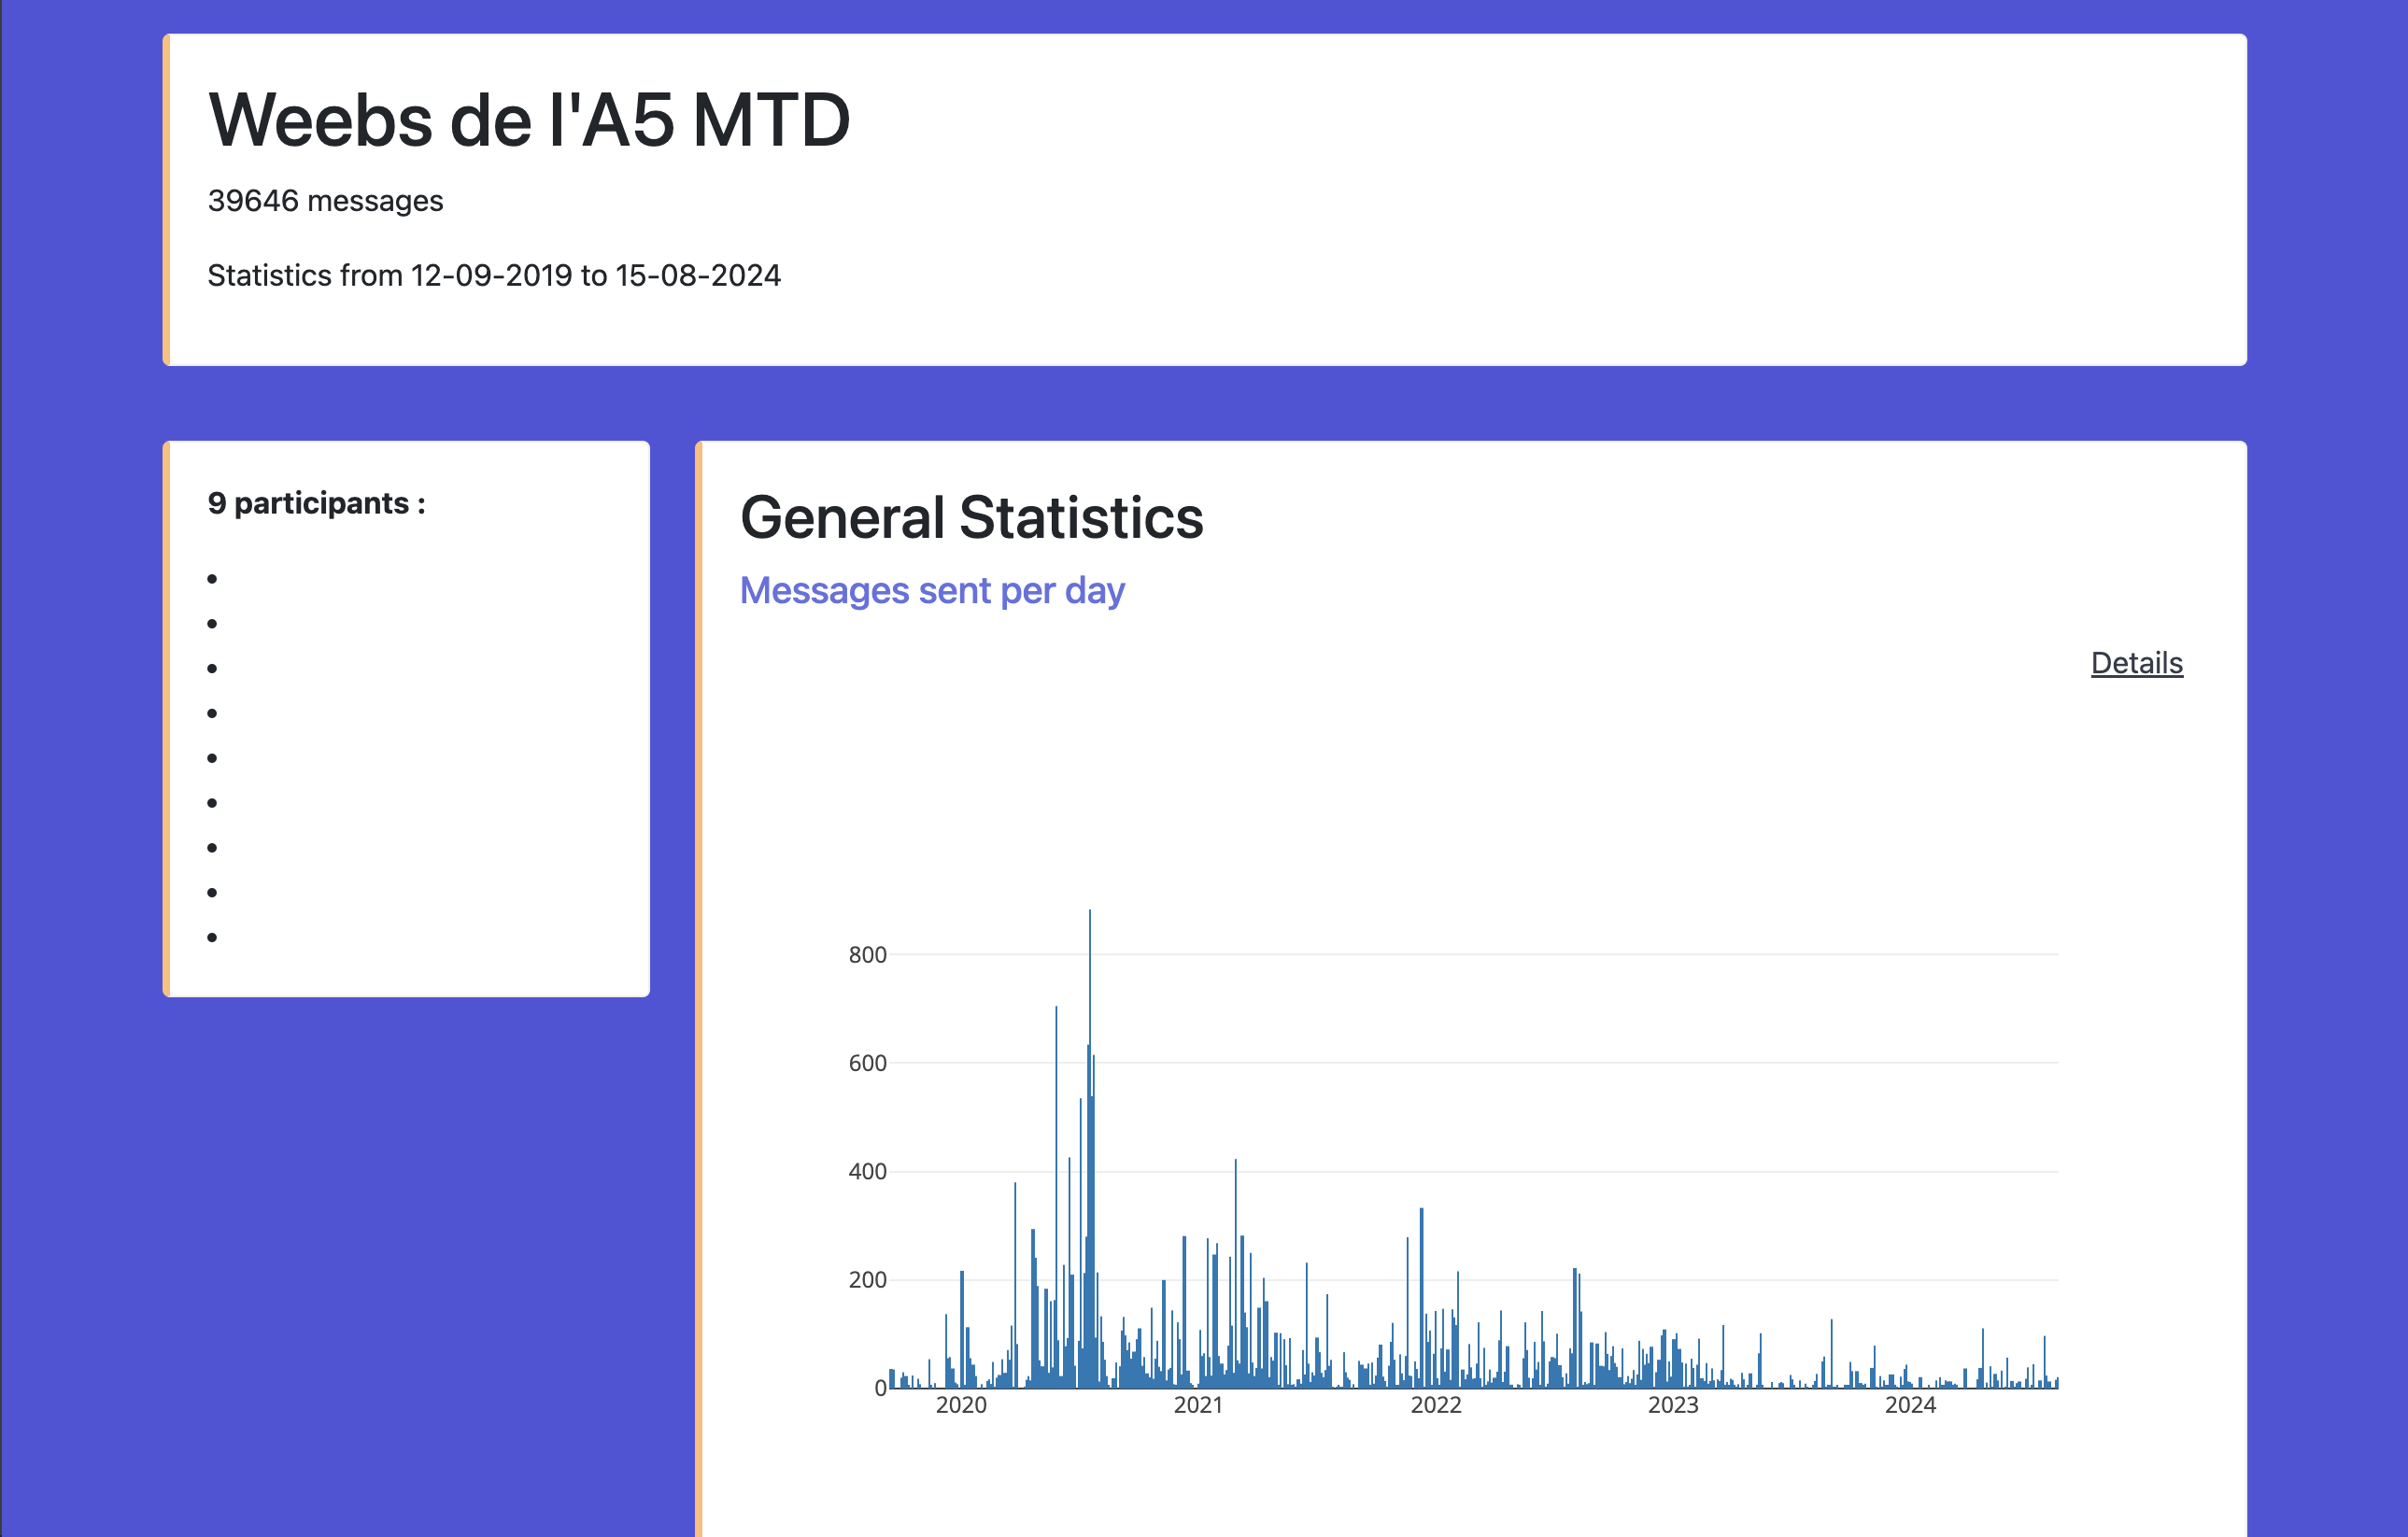 Weebs de l'A5 MTD
39646 messages
Statistics from 12-09-2019 to 15-08-2024
9 participants :
General Statistics
Messages sent per day
Details
800
600
400
200
0
2020 2021 2022 2023 2024